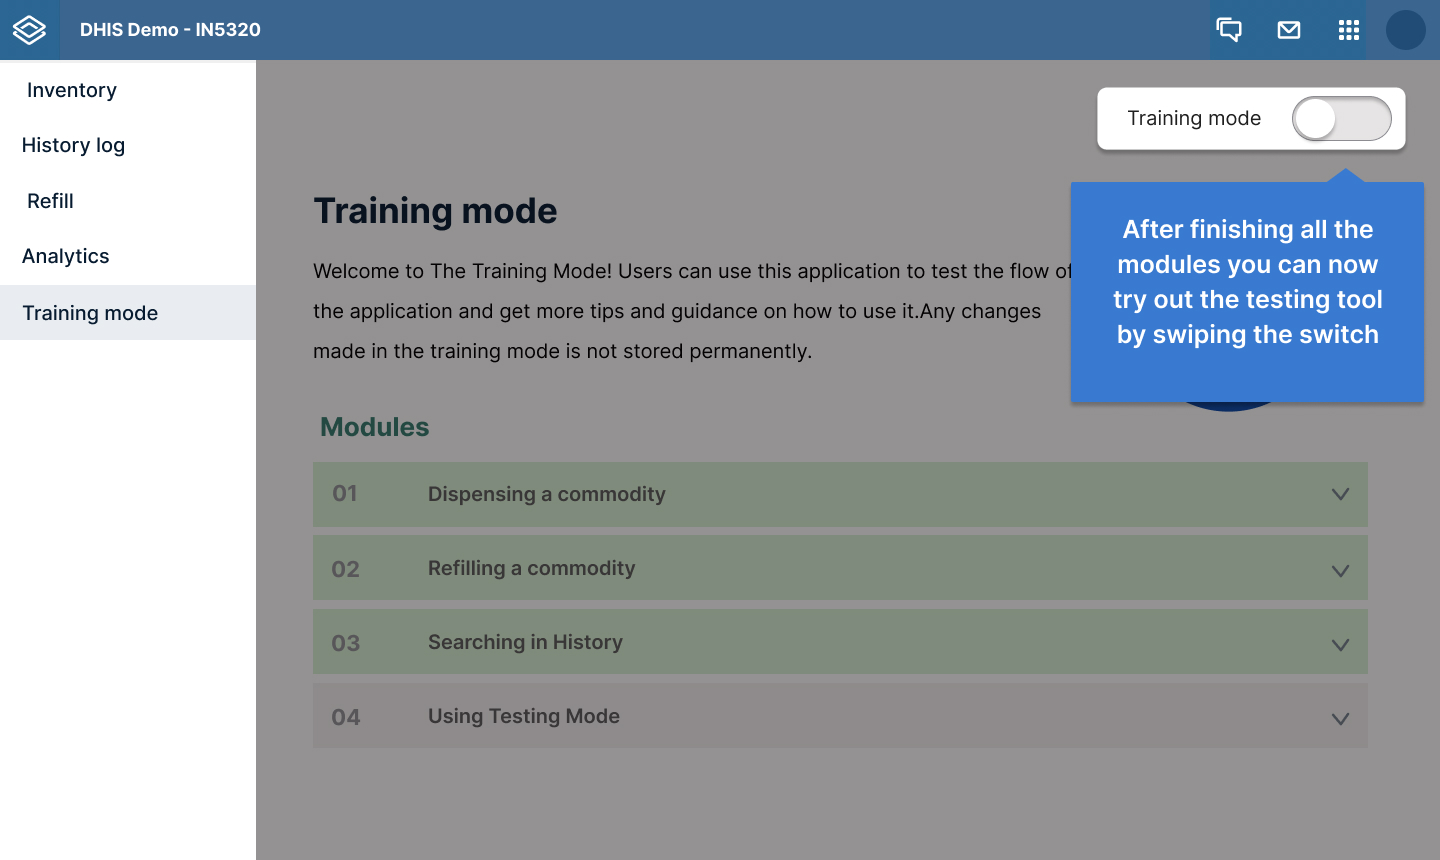 DHIS Demo - IN5320
Inventory
History log
Refill
Analytics
Training mode
Training mode
After finishing all the
modules you can now
try out the testing tool
by swiping the switch
Training mode
Welcome to The Training Mode! Users can use this application to test the flow of
the application and get more tips and guidance on how to use it.Any changes
made in the training mode is not stored permanently.
Modules
01 Dispensing a commodity
02 Refilling a commodity
03 Searching in History
04 Using Testing Mode